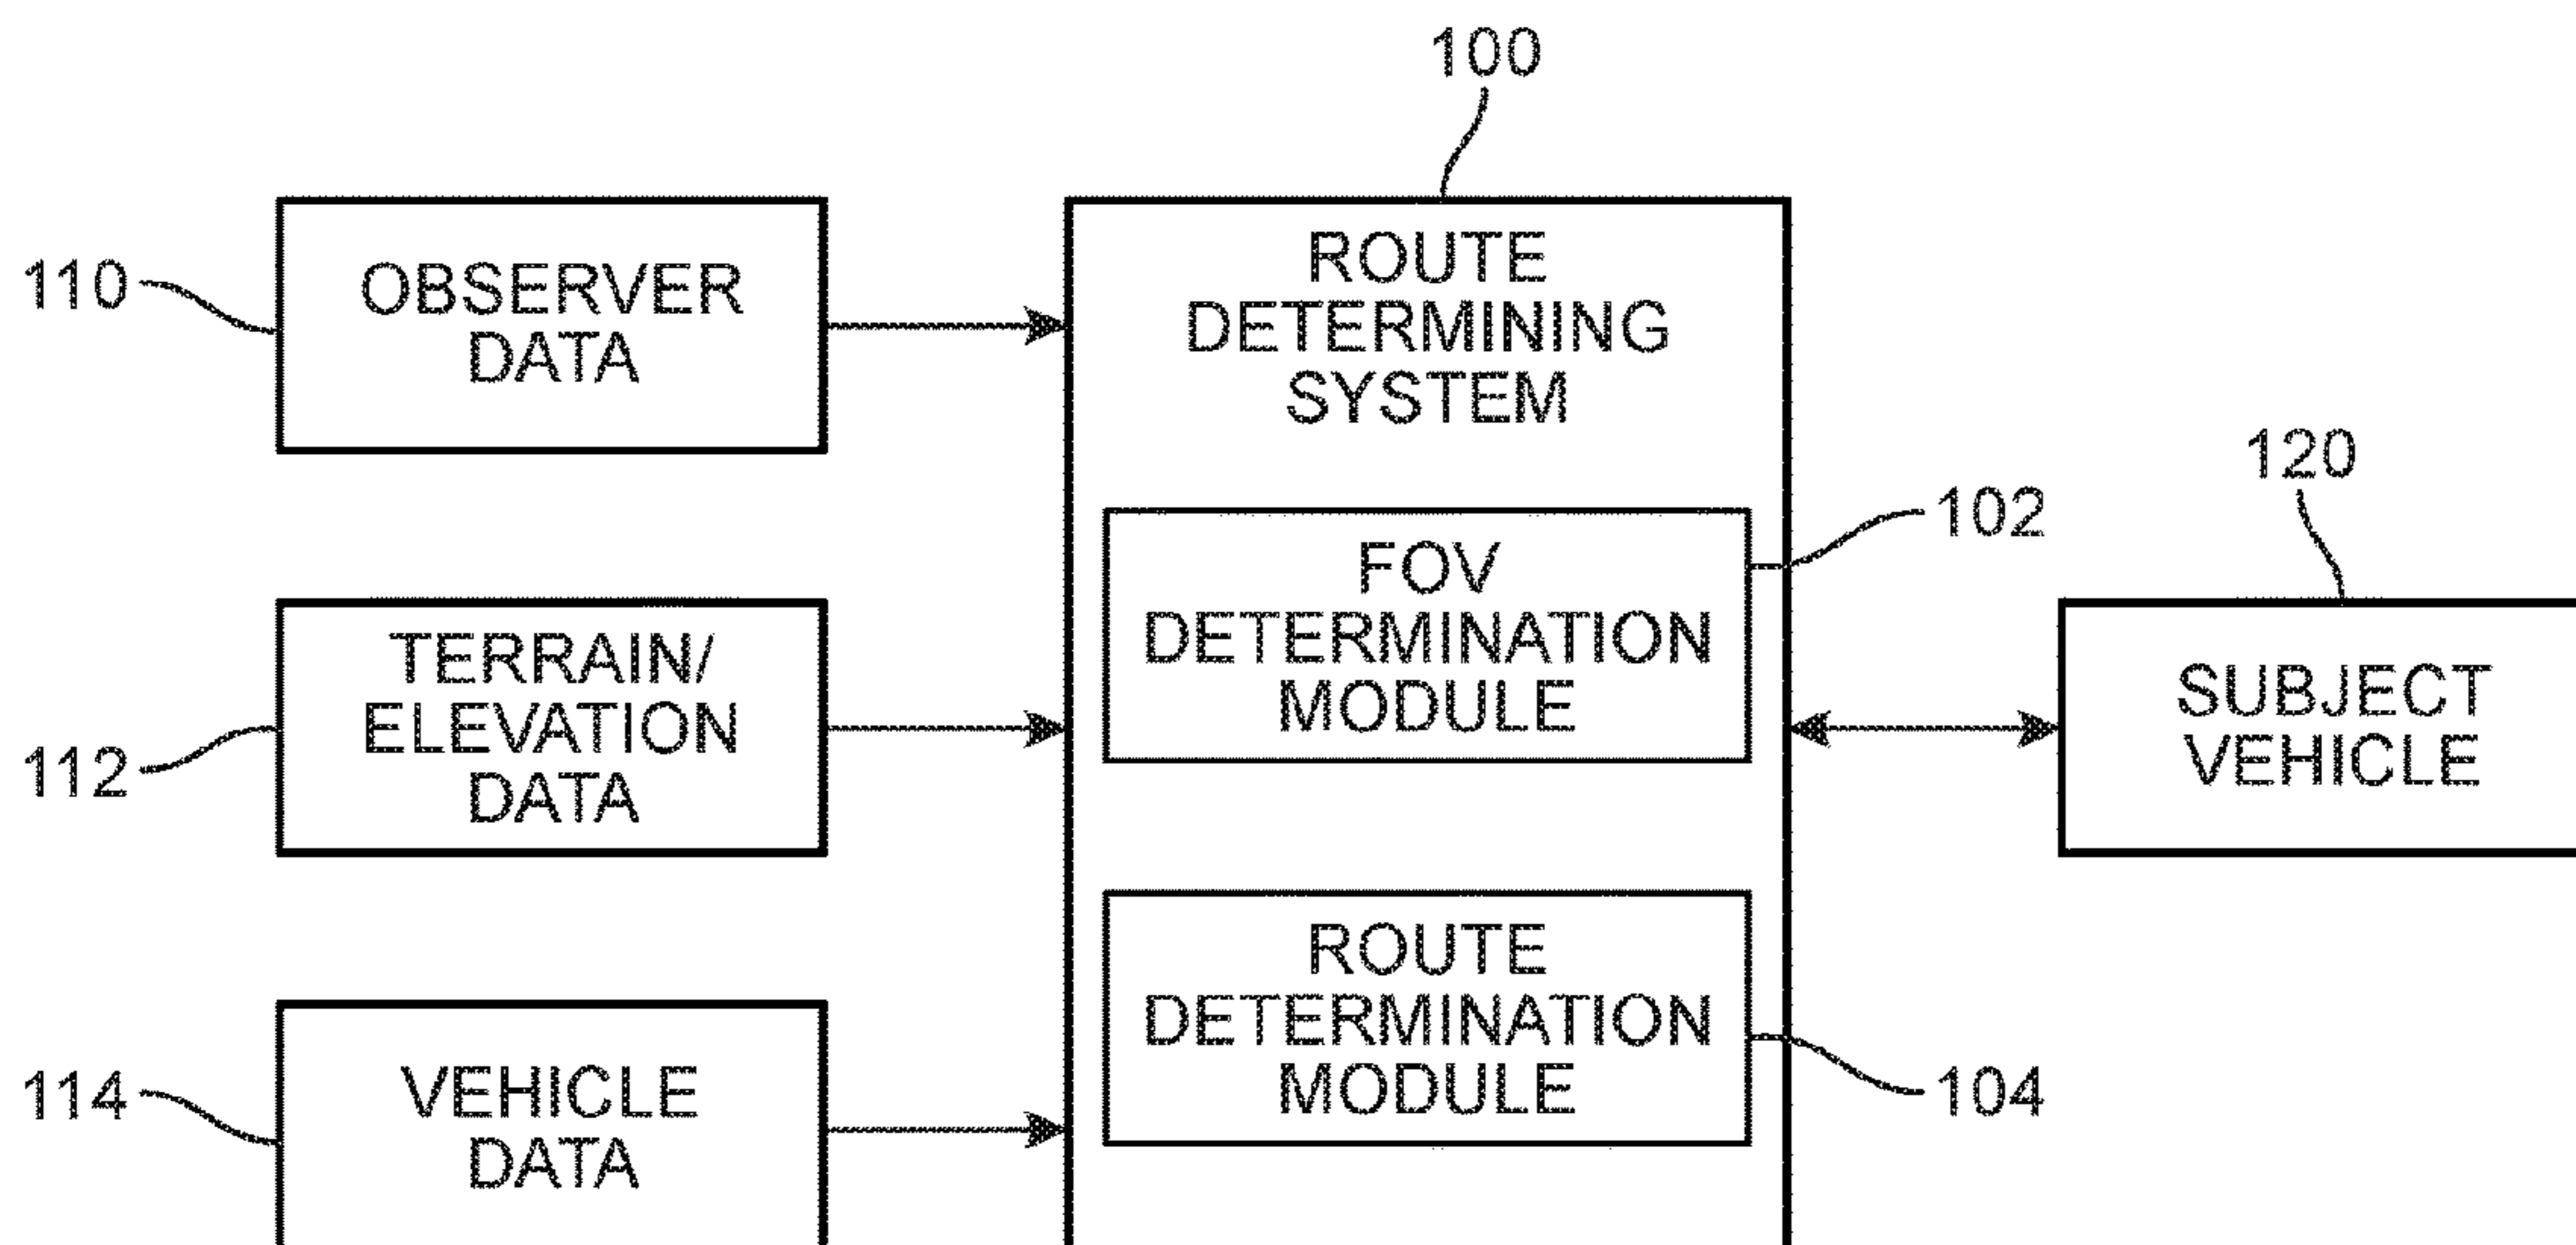 100
110
OBSERVER
DATA
ROUTE
DETERMINING
SYSTEM
120
102
FOV
DETERMINATION
MODULE
112
TERRAIN/
ELEVATION
DATA
SUBJECT
VEHICLE
114
VEHICLE
DATA
ROUTE
DETERMINATION
MODULE
104